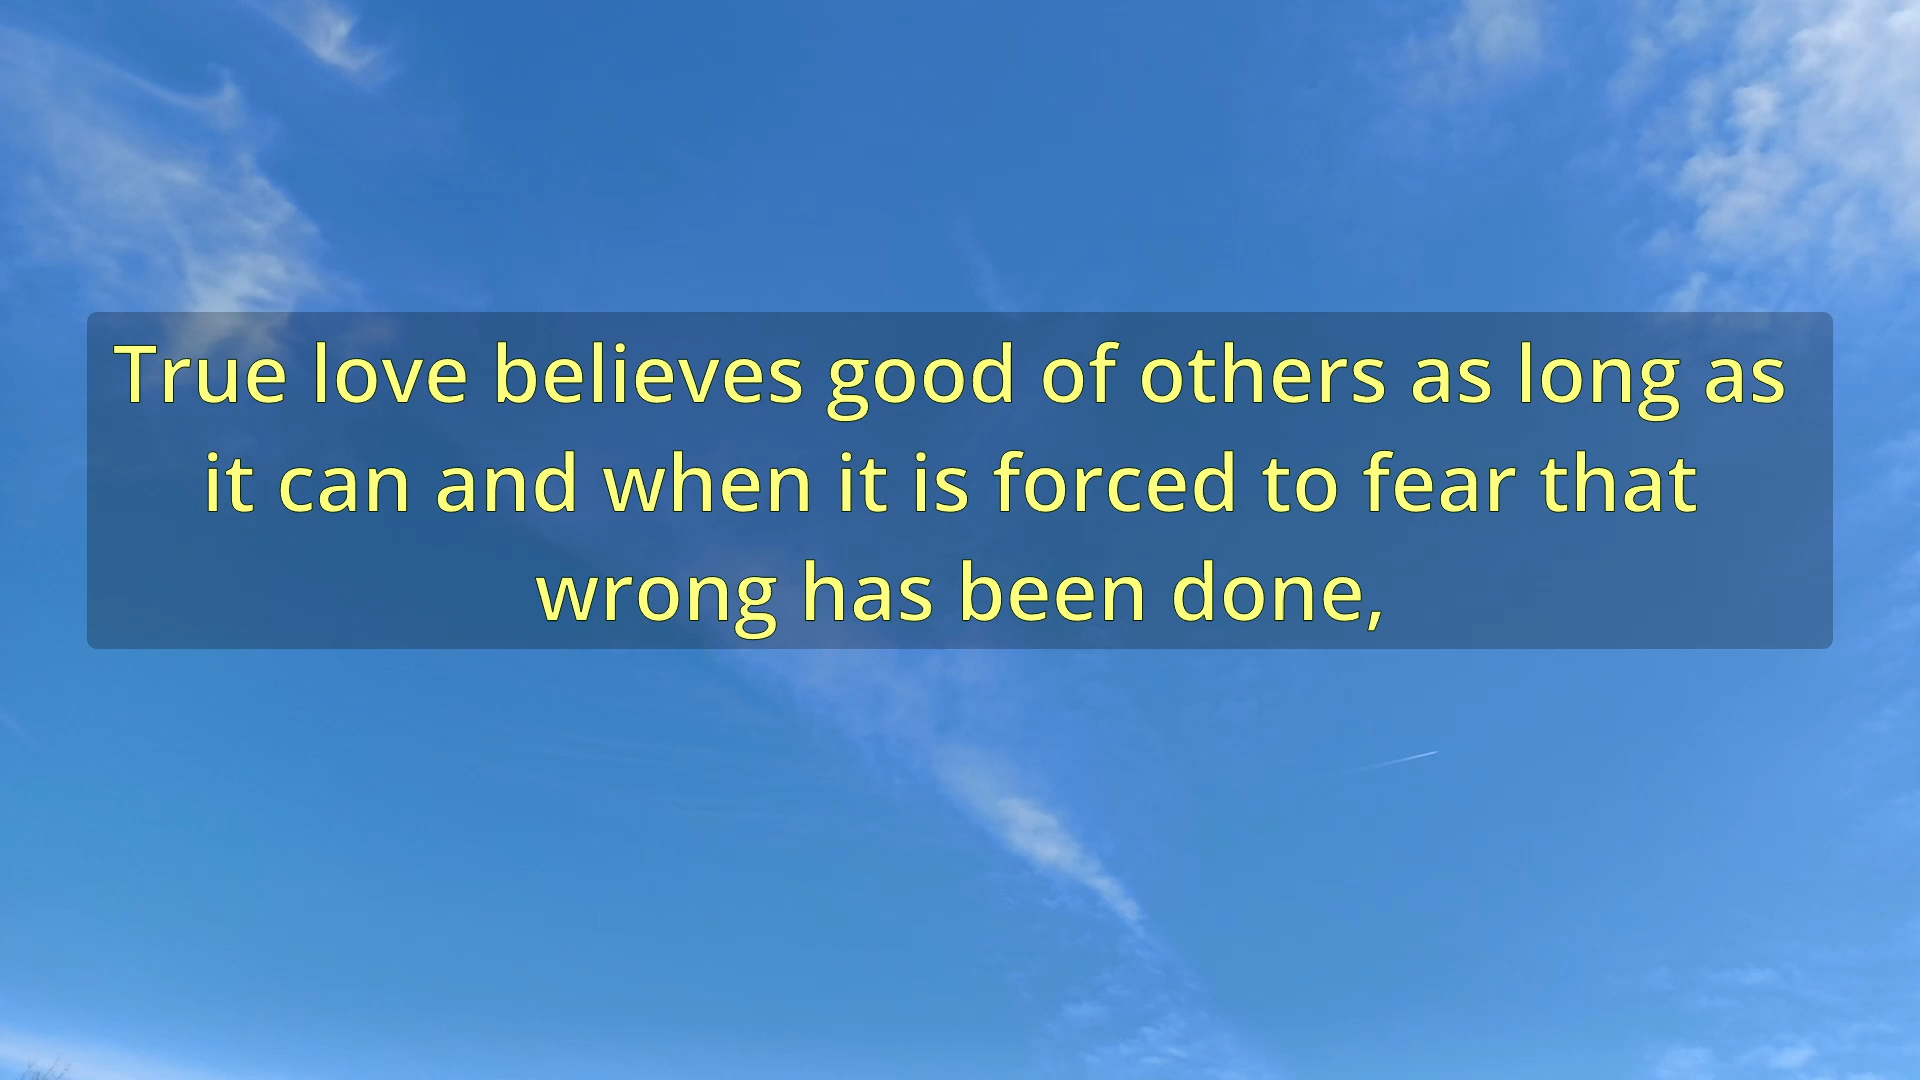 True love believes good of others as long as
it can and when it is forced to fear that
wrong has been done,